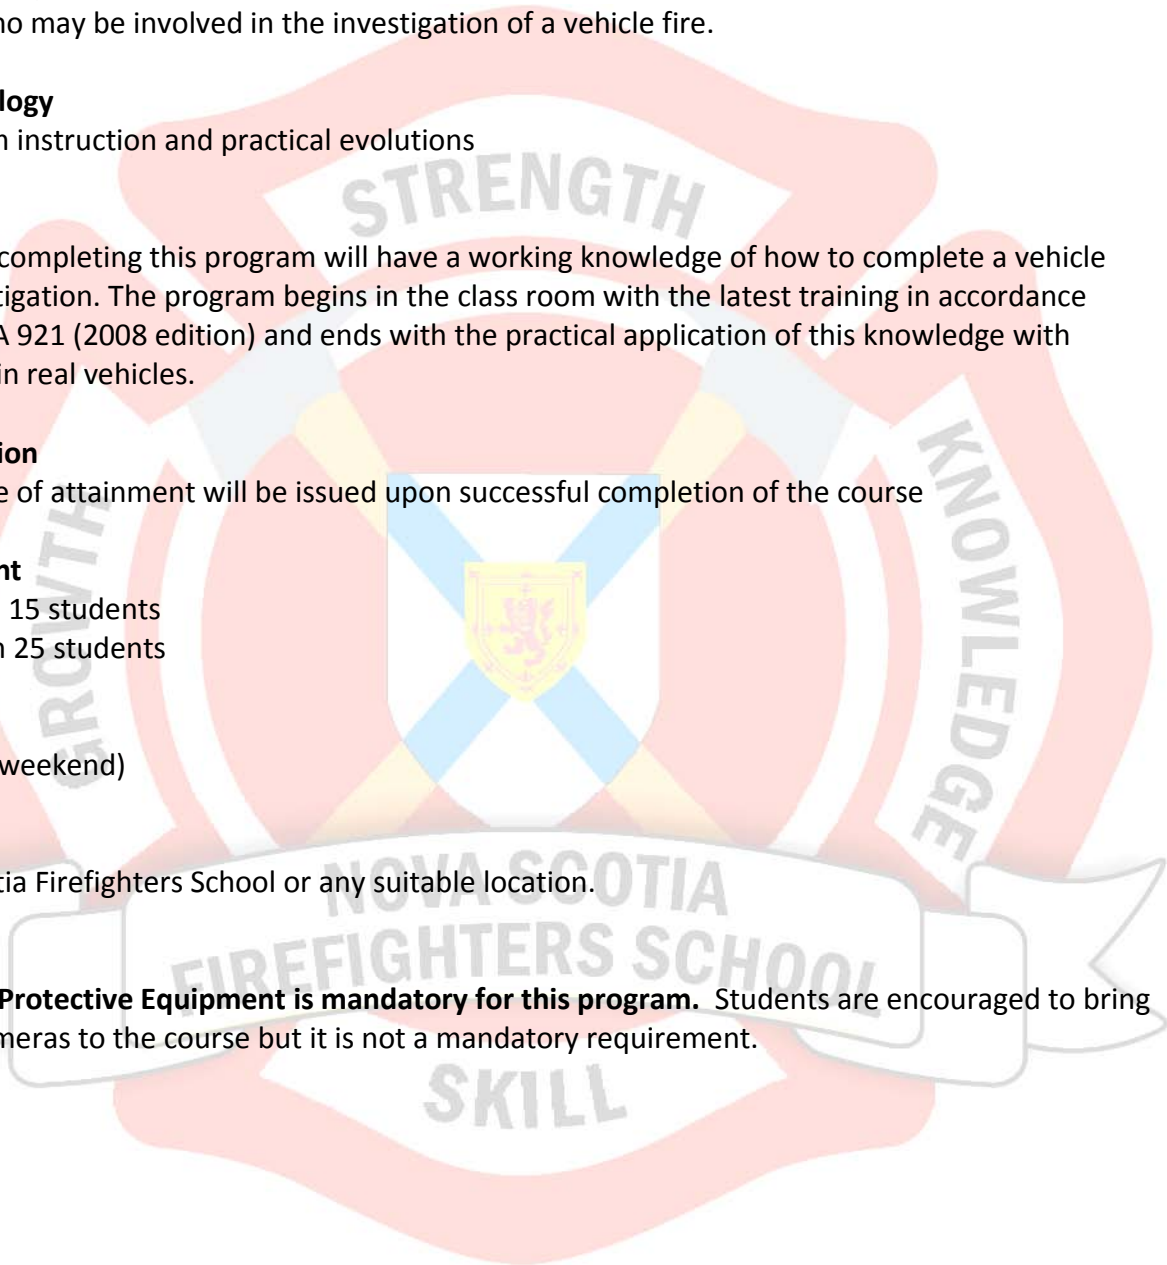 no may be involved in the investigation of a vehicle fire.
logy
n instruction and practical evolutions
STRENGTH
completing this program will have a working knowledge of how to complete a vehicle
tigation. The program begins in the class room with the latest training in accordance
A 921 (2008 edition) and ends with the practical application of this knowledge with
in real vehicles.
KNOWLEDGE
ion
e of attainment will be issued upon successful completion of the course
GROWTH
nt
15 students
n 25 students
weekend)
tia Firefighters School or any suitable location.
NOVA SCOTIA
FIREFIGHTERS SCHOOL
Protective Equipment is mandatory for this program. Students are encouraged to bring
meras to the course but it is not a mandatory requirement.
SKILL